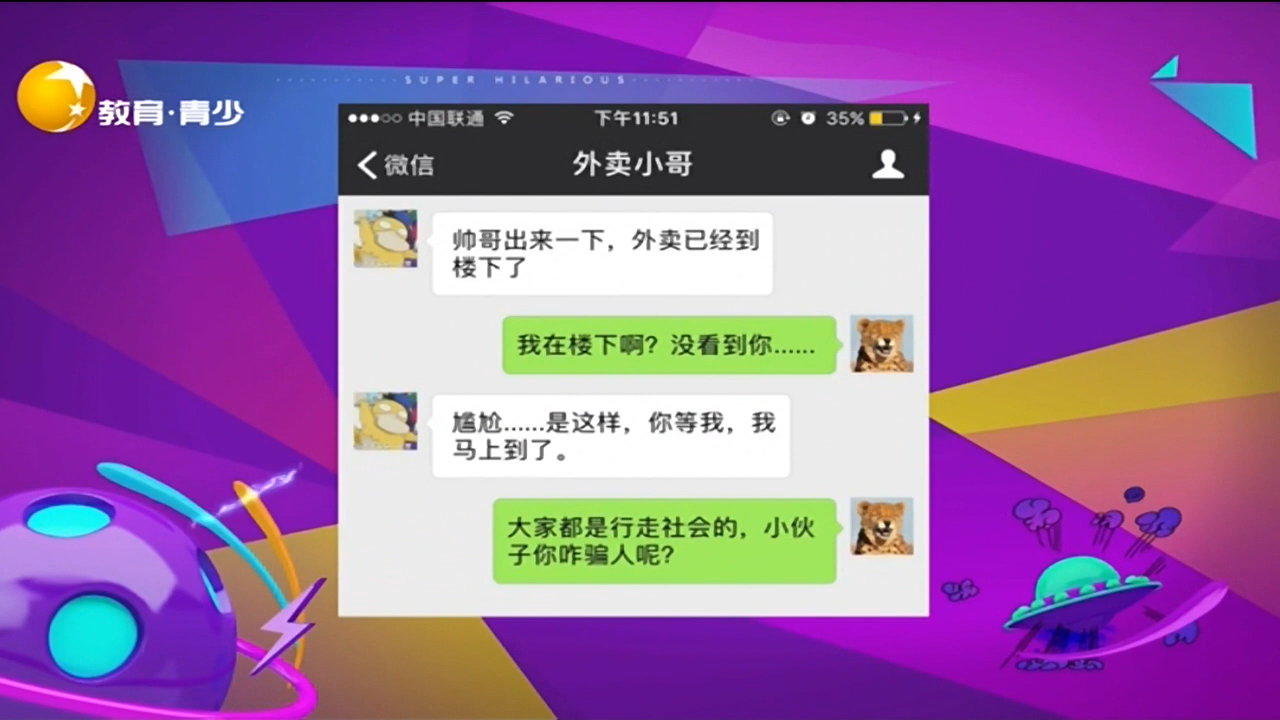 SUPER HILARIOUS
教育·青少
中国联通 下午11:51 35%
微信 外卖小哥
帅哥出来一下，外卖已经到
楼下了
我在楼下啊？没看到你......
尴尬......是这样，你等我，我
马上到了。
大家都是行走社会的，小伙
子你咋骗人呢？